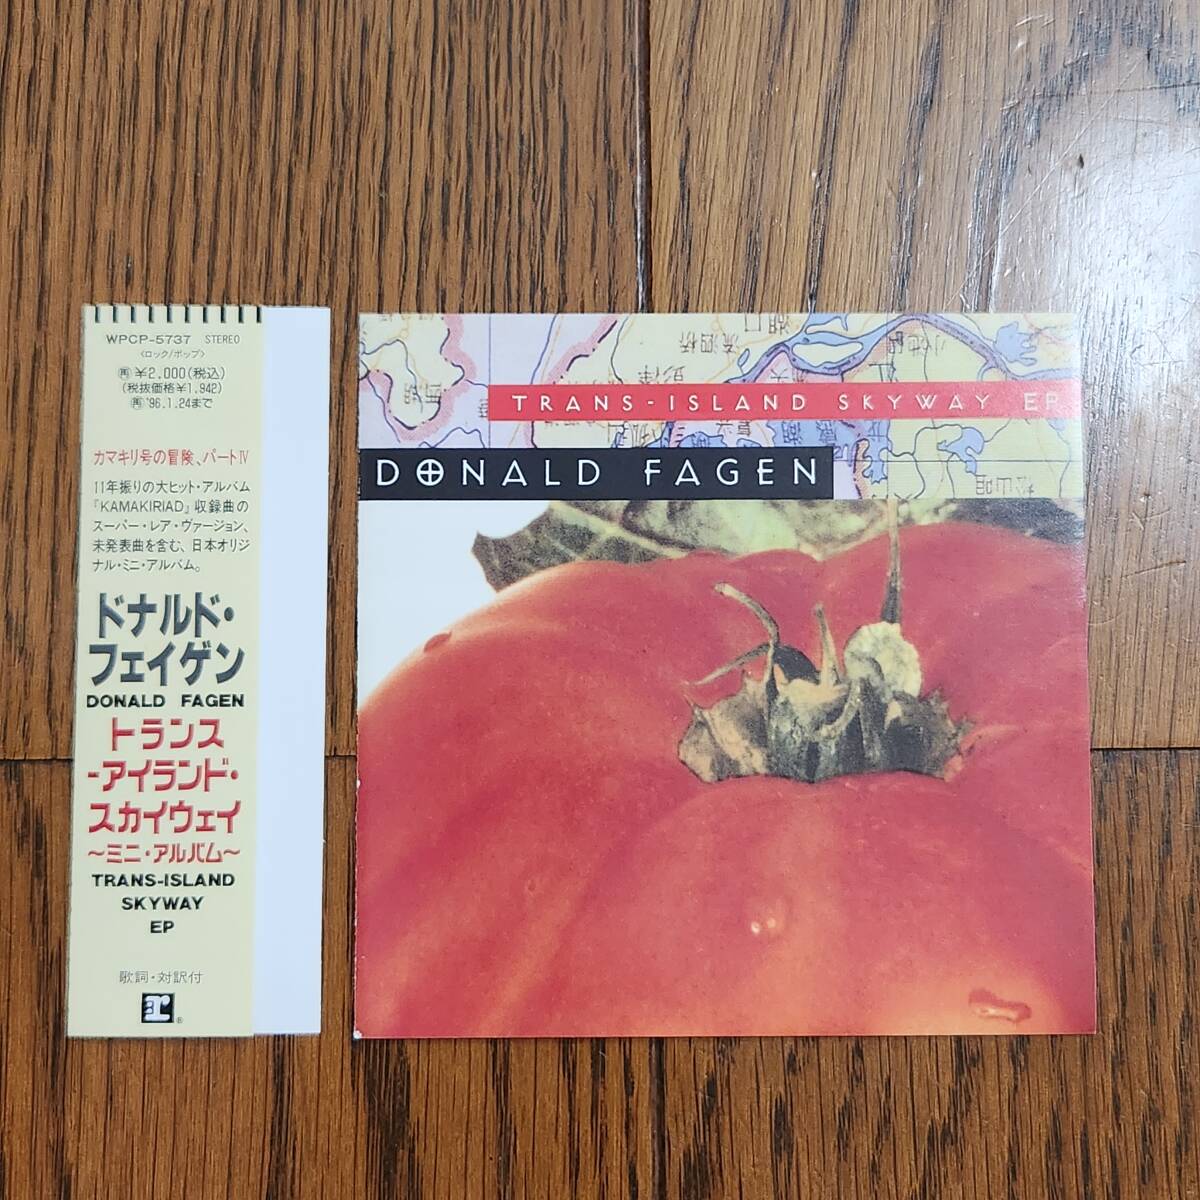 WPCP-5737 STEREO
〈ロック/ポップ〉
㋐¥2,000(税込)
(税抜価格¥1,942)
'96.1.24まで
カマキリ号の冒険、パートⅣ
11年振りの大ヒット・アルバム
「KAMAKIRIAD」収録曲の
スーパー・レア・ヴァージョン、
未発表曲を含む、日本オリジ
ナル・ミニ・アルバム。
ドナルド・
フェイゲン
DONALD FAGEN
トランス
-アイランド・
スカイウェイ
〜ミニ・アルバム〜
TRANS-ISLAND
SKYWAY
EP
歌詞・対訳付
r®
TRANS-ISLAND SKYWAY EP
DONALD FAGEN